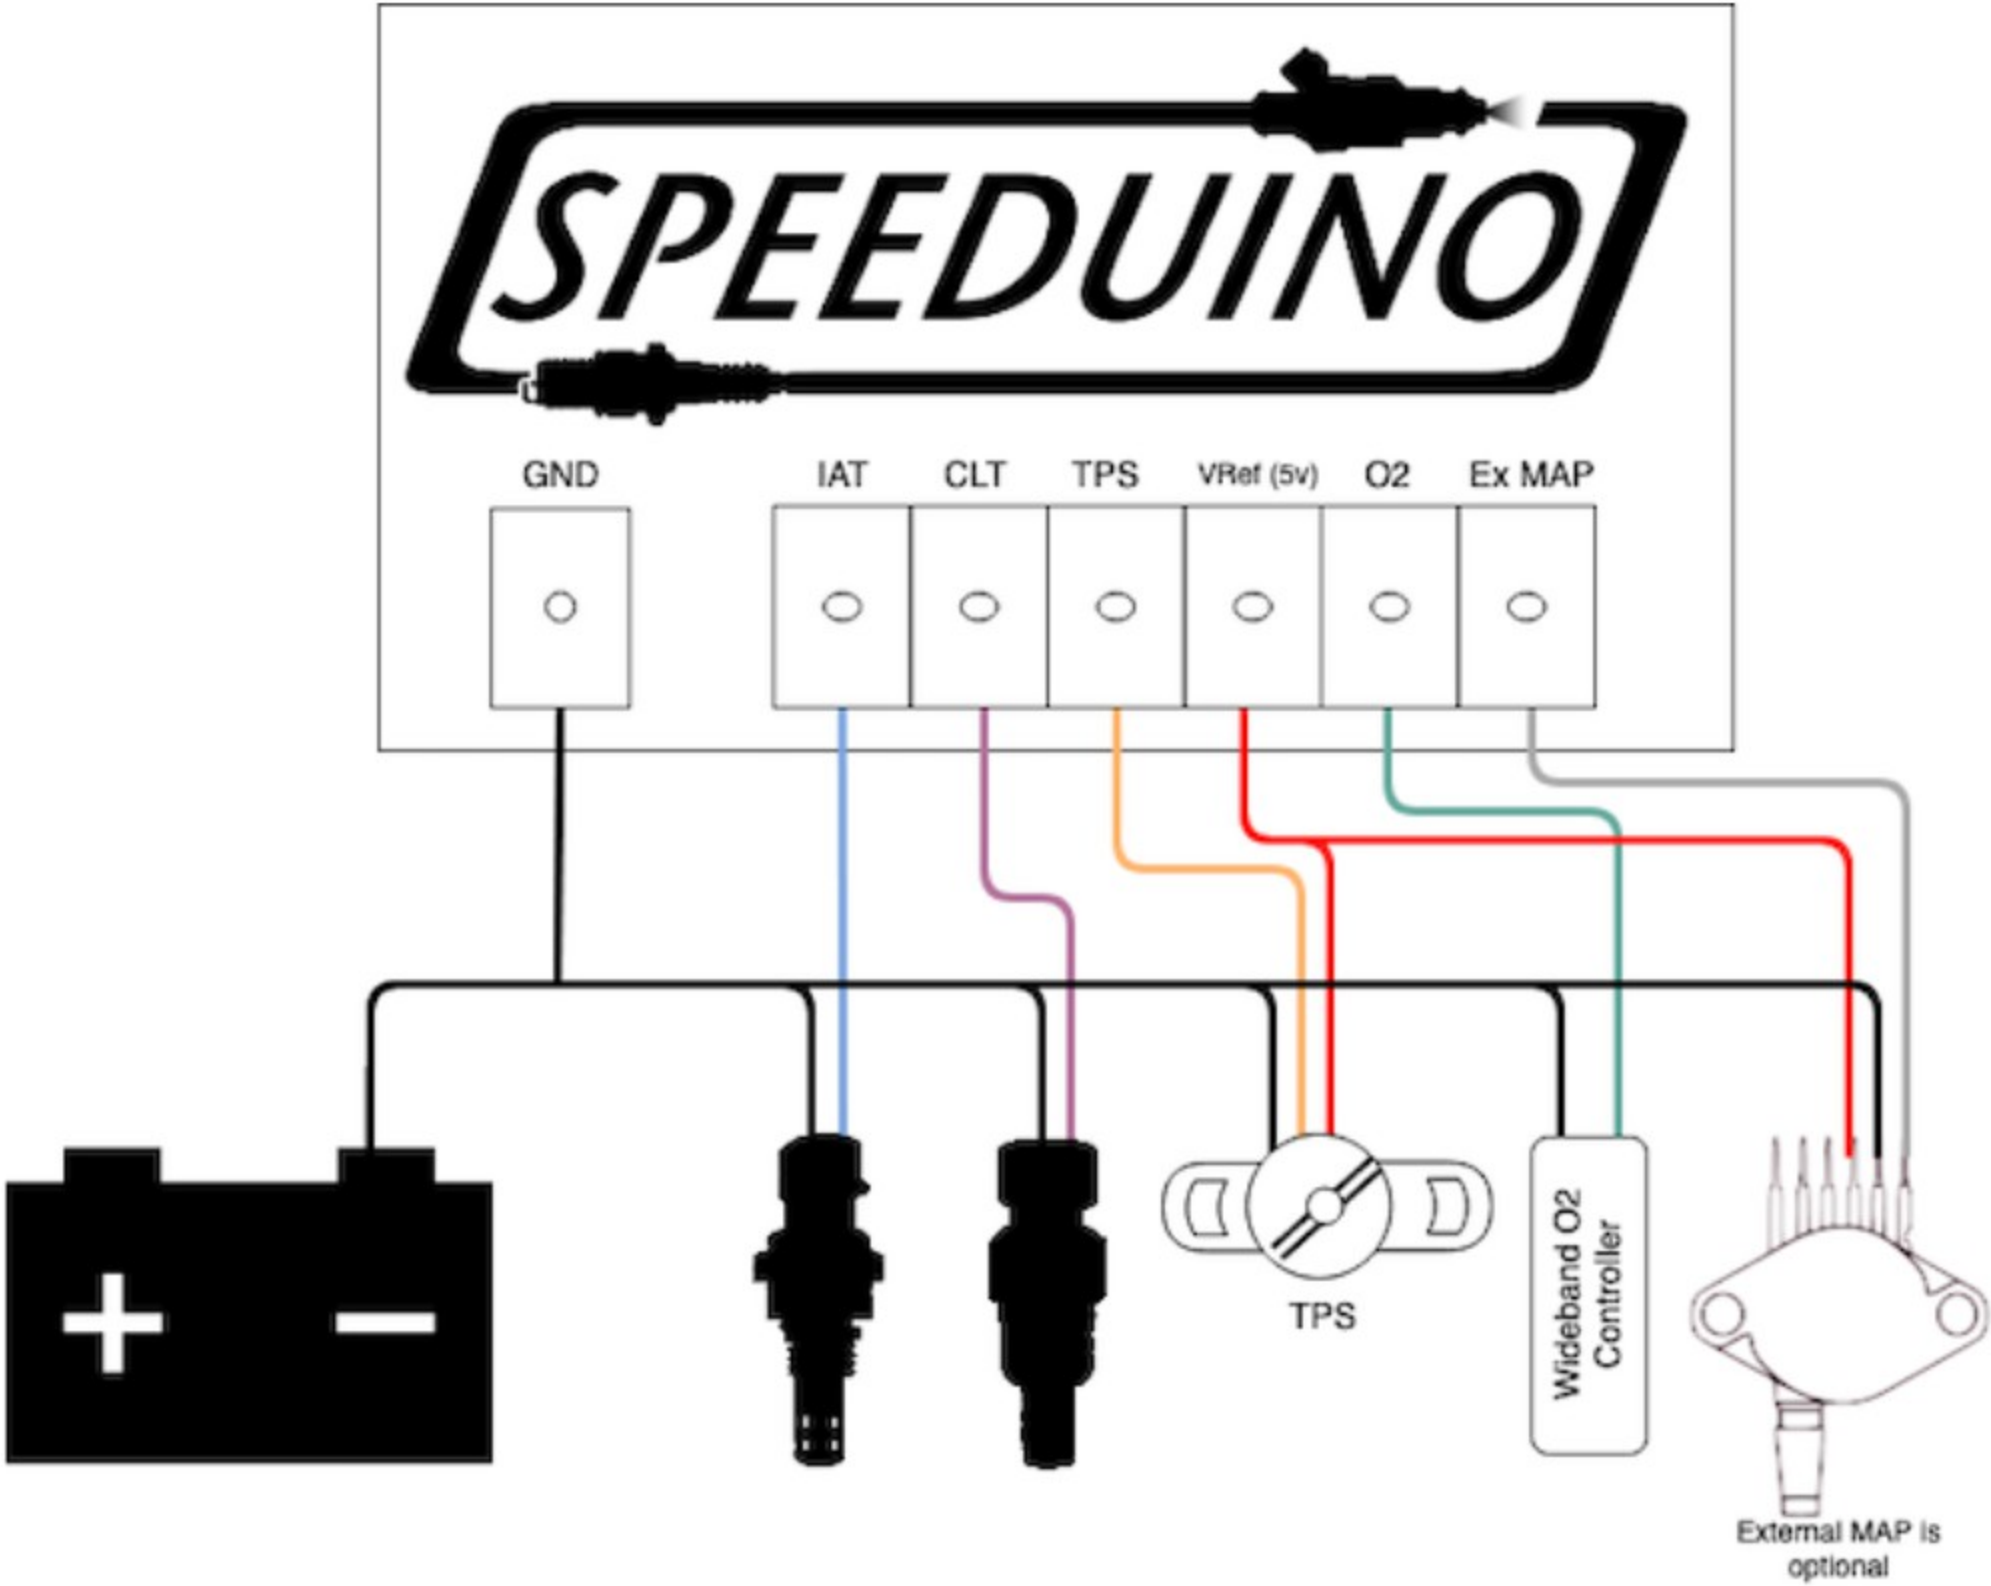 SPEEDUINO
GND IAT CLT TPS VRef (5v) O2 Ex MAP
TPS
Wideband O2
Controller
External MAP is
optional